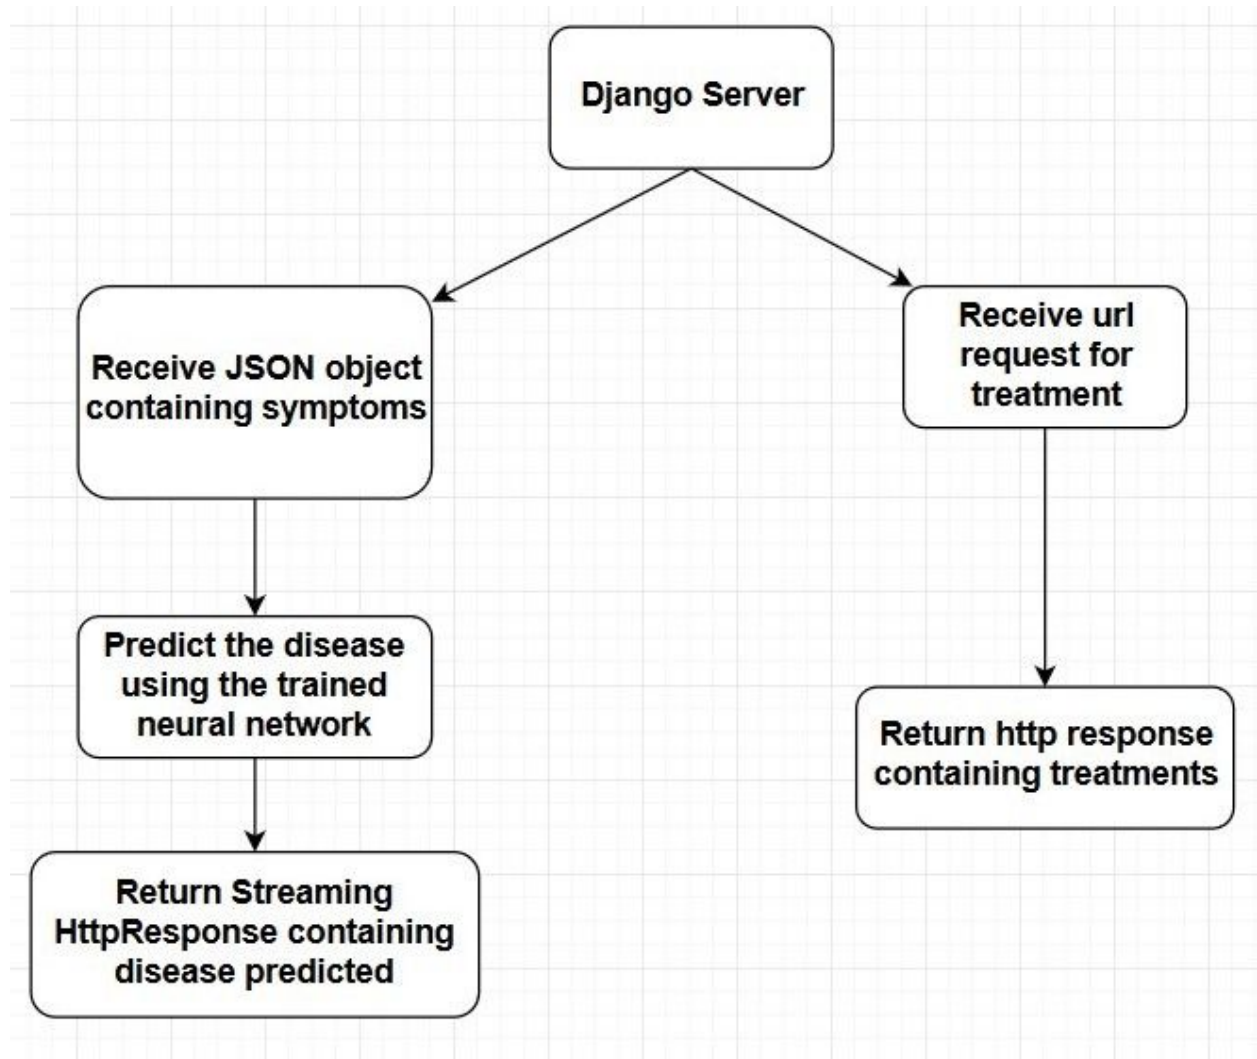 Django Server
Receive JSON object
containing symptoms
Predict the disease
using the trained
neural network
Return Streaming
HttpResponse containing
disease predicted
Receive url
request for
treatment
Return http response
containing treatments